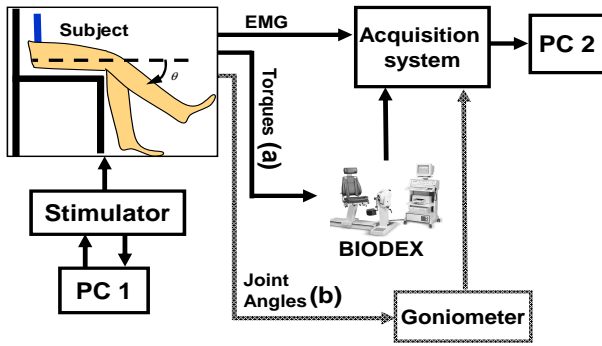 Subject
θ
EMG
Acquisition
system
PC 2
Torques (a)
Stimulator
PC 1
BIODEX
Joint
Angles (b)
Goniometer